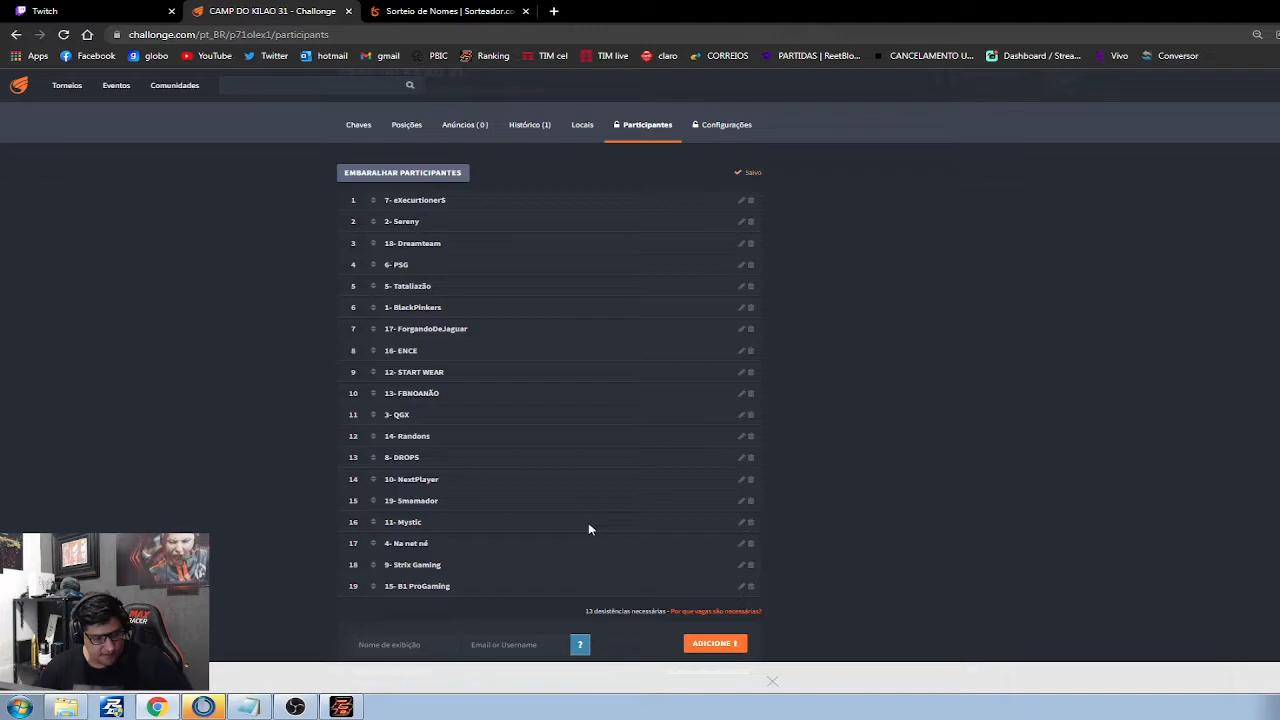 Twitch
CAMP DO KILAO 31 - Challonge
Sorteio de Nomes | Sorteador.co
challonge.com/pt_BR/p71olex1/participants
Apps Facebook globo YouTube Twitter hotmail gmail PBIC Ranking TIM cel TIM live claro CORREIOS PARTIDAS | ReetBlo... CANCELAMENTO U... Dashboard / Strea... Vivo Conversor
Torneios Eventos Comunidades
Chaves Posições Anúncios ( 0 ) Histórico (1) Locais Participantes Configurações
EMBARALHAR PARTICIPANTES Salvo
1 7- eXecurtionerS
2 2- Sereny
3 18- Dreamteam
4 6- PSG
5 5- Tataliazão
6 1- BlackPinkers
7 17- ForgandoDeJaguar
8 16- ENCE
9 12- START WEAR
10 13- FBNOANÃO
11 3- QGX
12 14- Randons
13 8- DROPS
14 10- NextPlayer
15 19- Smamador
16 11- Mystic
17 4- Na net né
18 9- Strix Gaming
19 15- B1 ProGaming
13 desistências necessárias - Por que vagas são necessárias?
Nome de exibição Email or Username ? ADICIONE
MAX
RACER